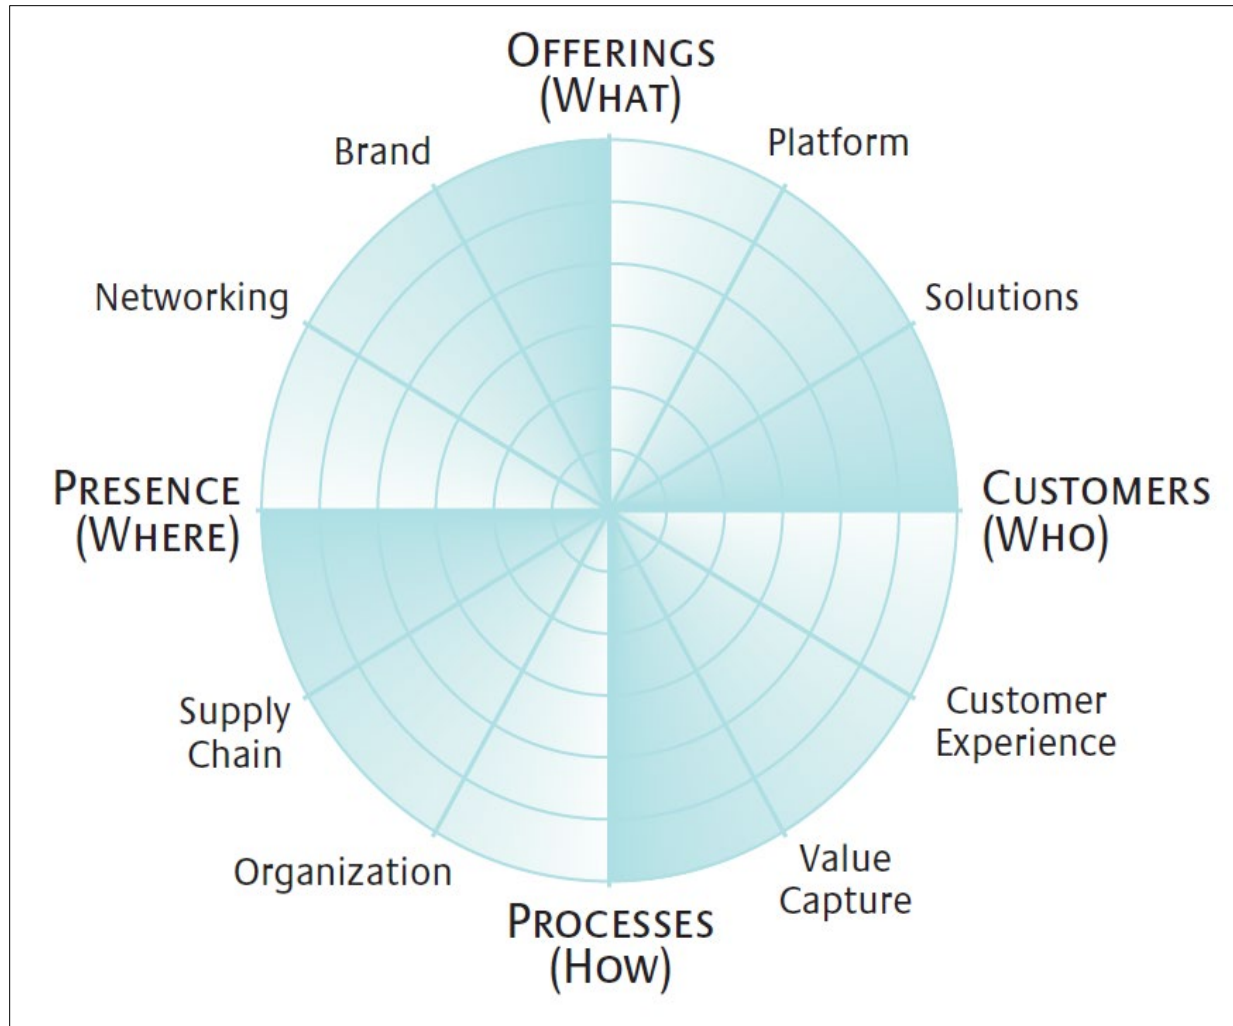 OFFERINGS
(WHAT)
Platform
Brand
Solutions
Networking
PRESENCE
(WHERE)
CUSTOMERS
(WHO)
Customer
Experience
Supply
Chain
Value
Capture
Organization
PROCESSES
(HOW)